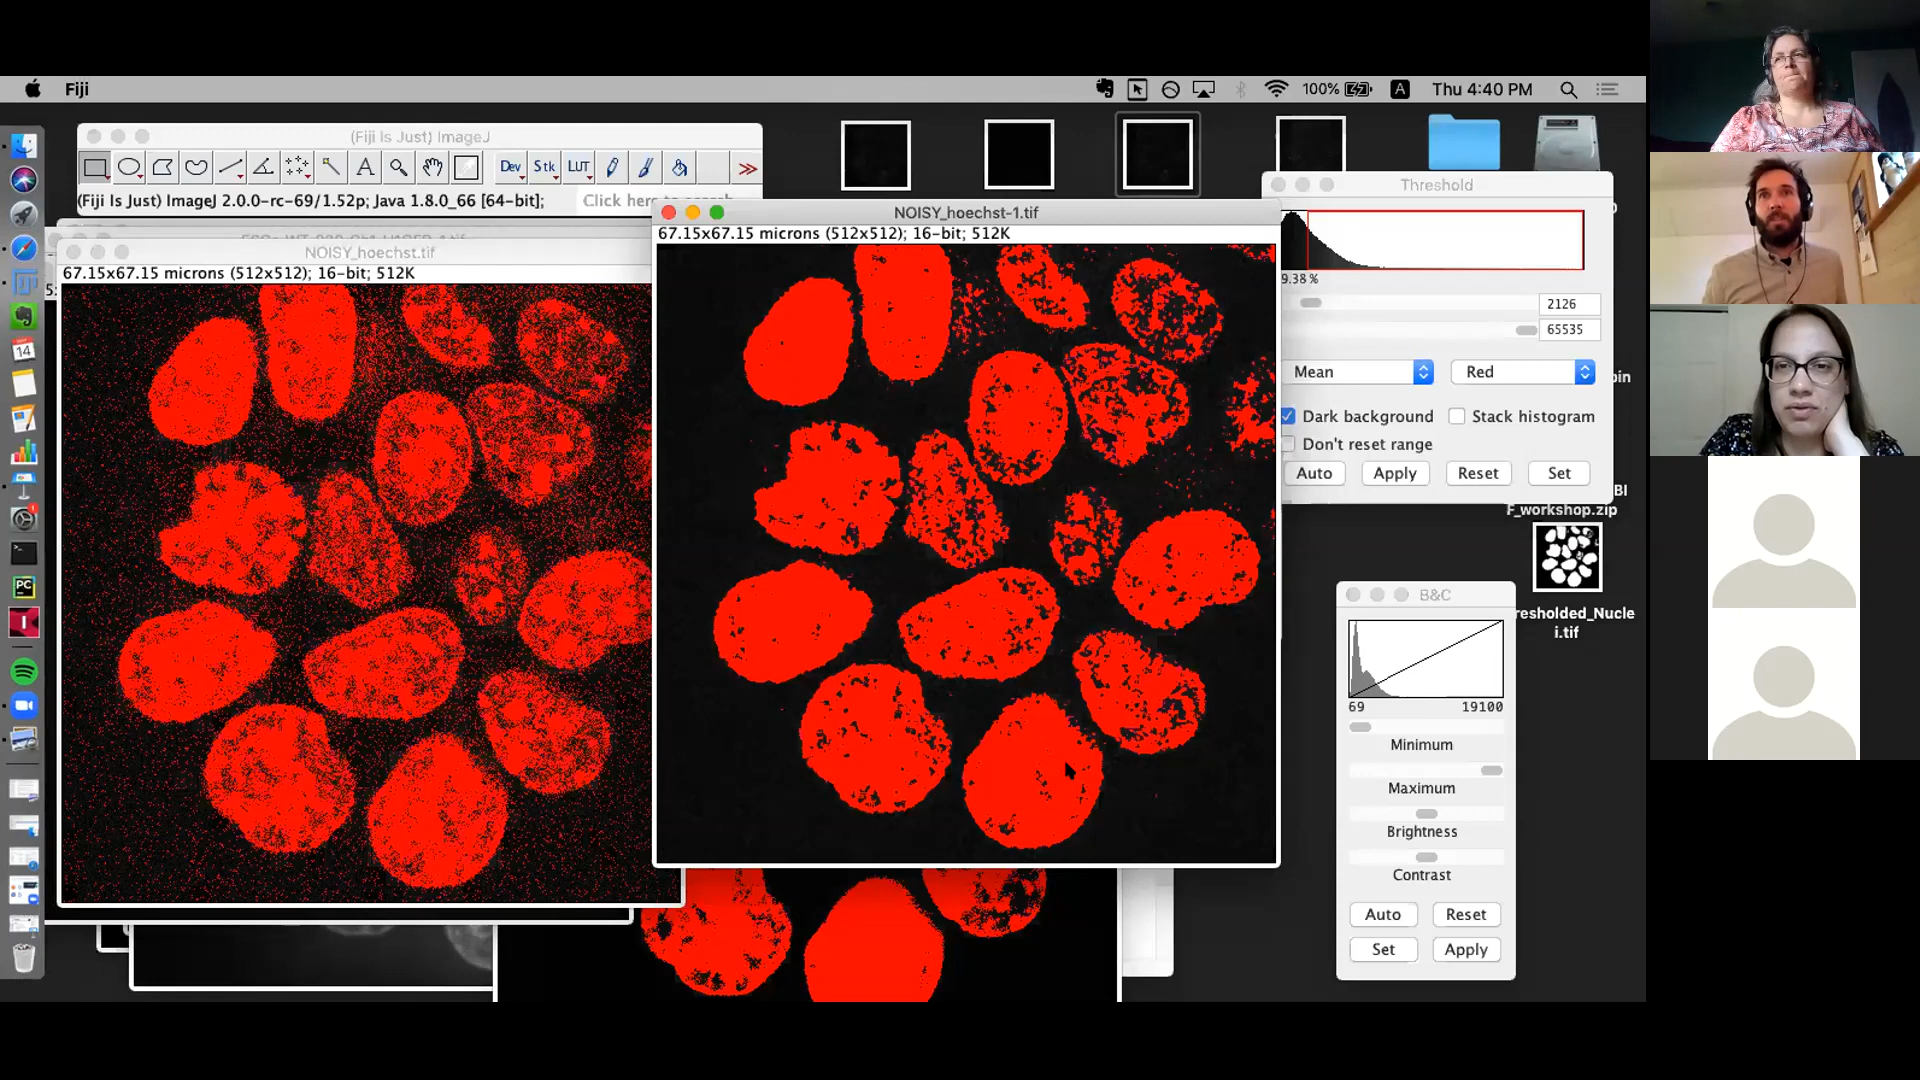 Fiji
100%
A
Thu 4:40 PM
(Fiji Is Just) ImageJ
Dev
Stk
LUT
A
(Fiji Is Just) ImageJ 2.0.0-rc-69/1.52p; Java 1.8.0_66 [64-bit];
Click here
NOISY_hoechst.tif
67.15x67.15 microns (512x512); 16-bit; 512K
NOISY_hoechst-1.tif
67.15x67.15 microns (512x512); 16-bit; 512K
Threshold
9.38 %
2126
65535
Mean
Red
Dark background
Stack histogram
Don't reset range
Auto
Apply
Reset
Set
F_workshop.zip
resholded_Nucle
i.tif
B&C
69
19100
Minimum
Maximum
Brightness
Contrast
Auto
Reset
Set
Apply
14
PC